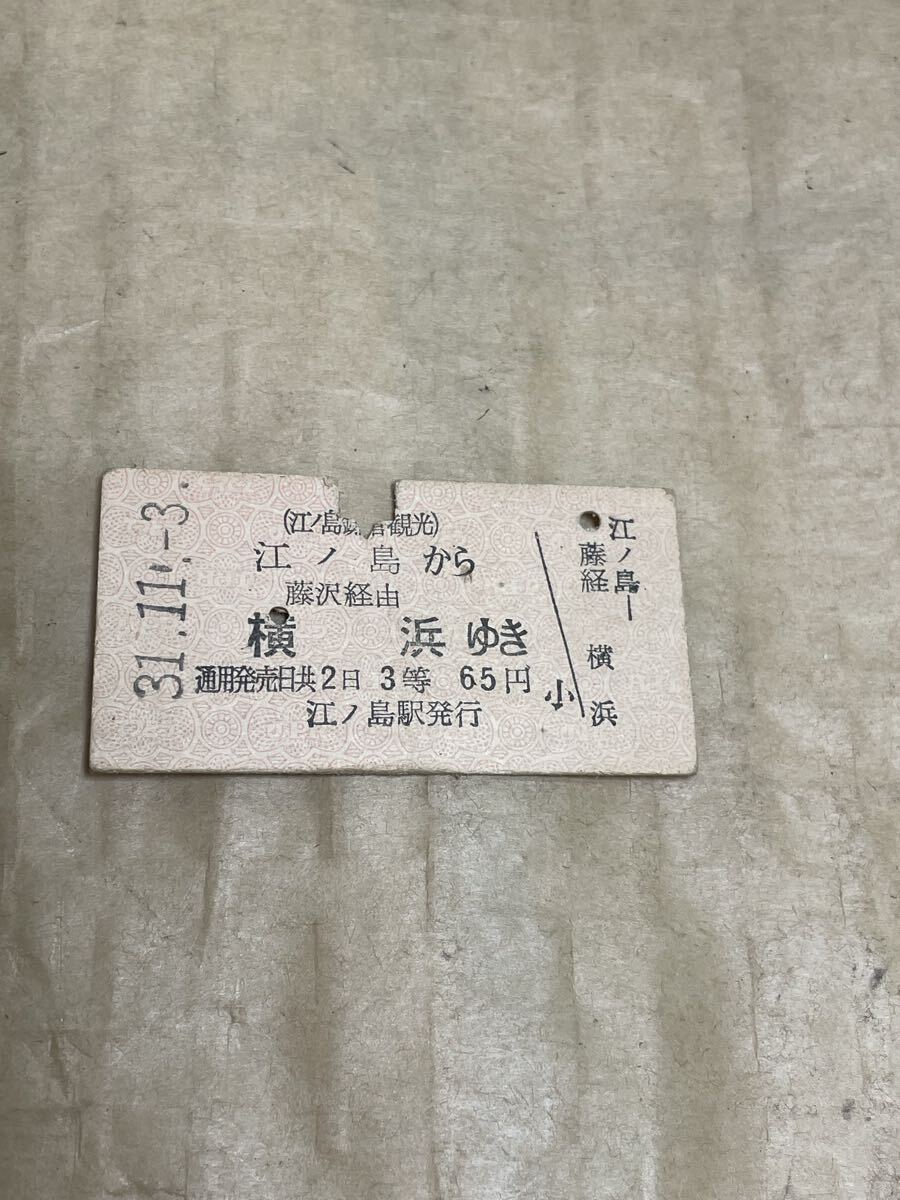 31.11.-3.
(江ノ島鎌倉観光)
江ノ島から
藤沢経由
横浜ゆき
通用発売日共2日 3等 65円
江ノ島駅発行
小
江ノ島―横浜
藤経